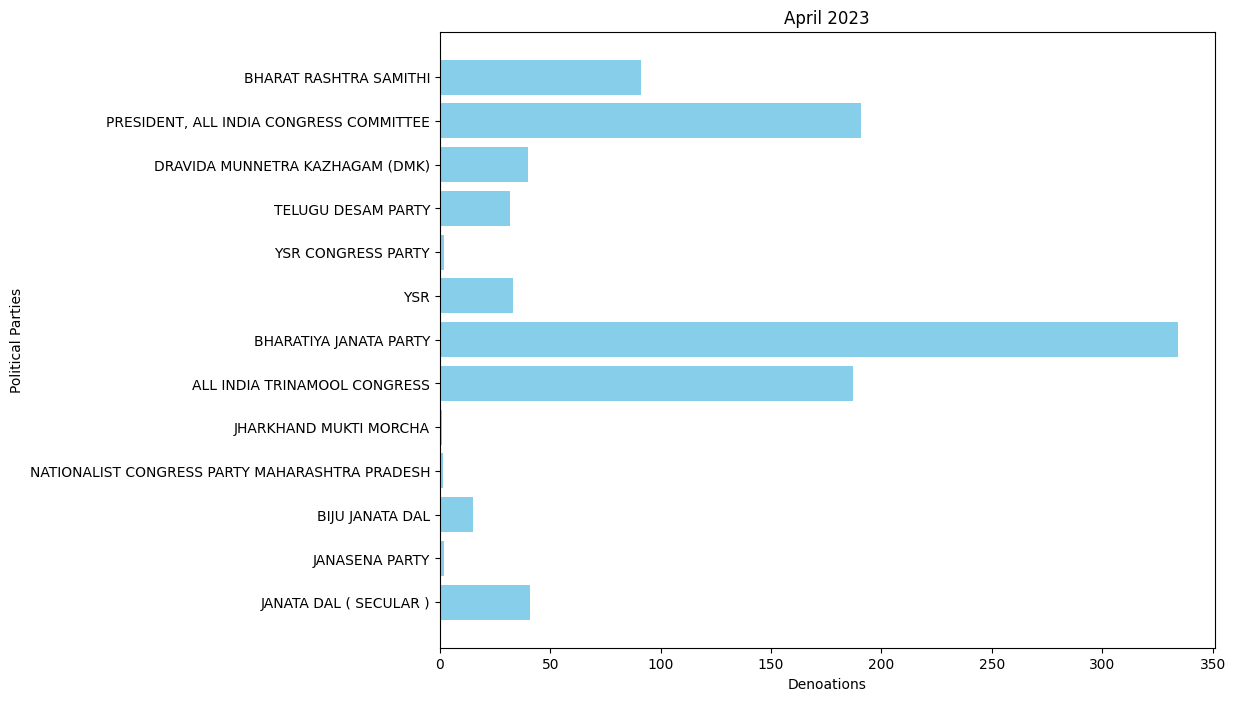 April 2023
BHARAT RASHTRA SAMITHI
PRESIDENT, ALL INDIA CONGRESS COMMITTEE
DRAVIDA MUNNETRA KAZHAGAM (DMK)
TELUGU DESAM PARTY
YSR CONGRESS PARTY
YSR
BHARATIYA JANATA PARTY
ALL INDIA TRINAMOOL CONGRESS
JHARKHAND MUKTI MORCHA
NATIONALIST CONGRESS PARTY MAHARASHTRA PRADESH
BIJU JANATA DAL
JANASENA PARTY
JANATA DAL ( SECULAR )
Political Parties
0 50 100 150 200 250 300 350
Denoations